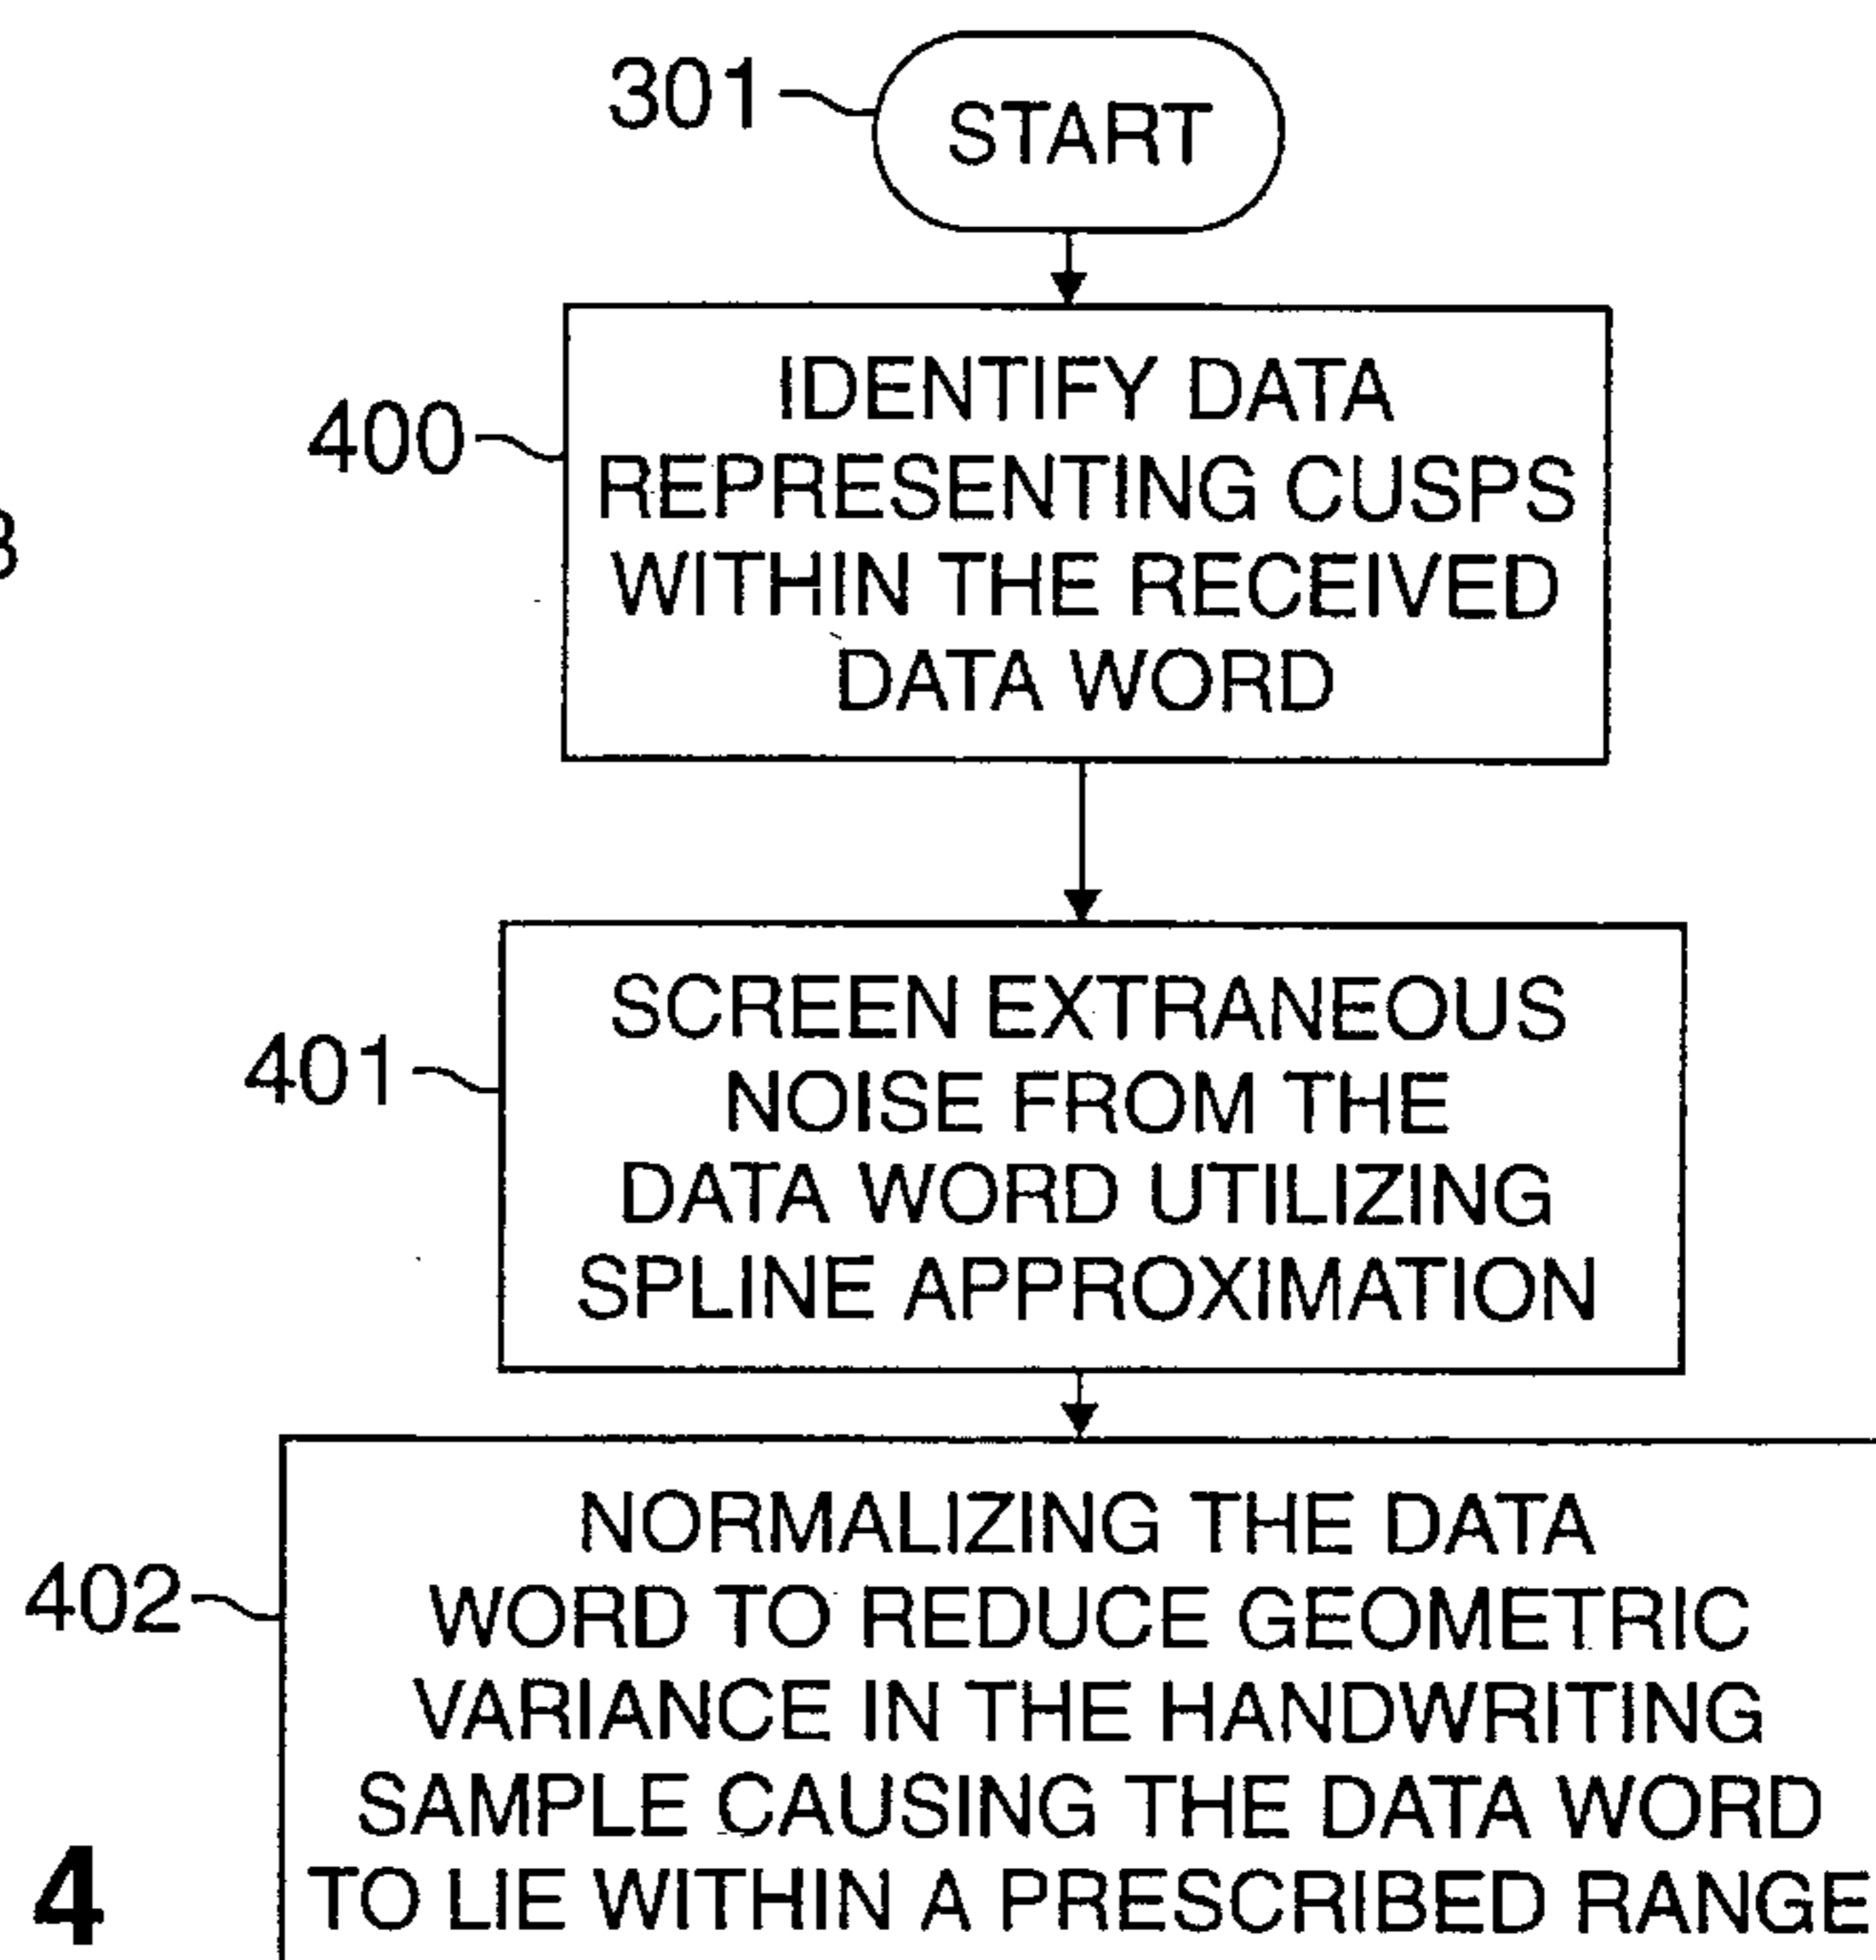 301
START
400
IDENTIFY DATA
REPRESENTING CUSPS
WITHIN THE RECEIVED
DATA WORD
401
SCREEN EXTRANEOUS
NOISE FROM THE
DATA WORD UTILIZING
SPLINE APPROXIMATION
402
NORMALIZING THE DATA
WORD TO REDUCE GEOMETRIC
VARIANCE IN THE HANDWRITING
SAMPLE CAUSING THE DATA WORD
TO LIE WITHIN A PRESCRIBED RANGE
4